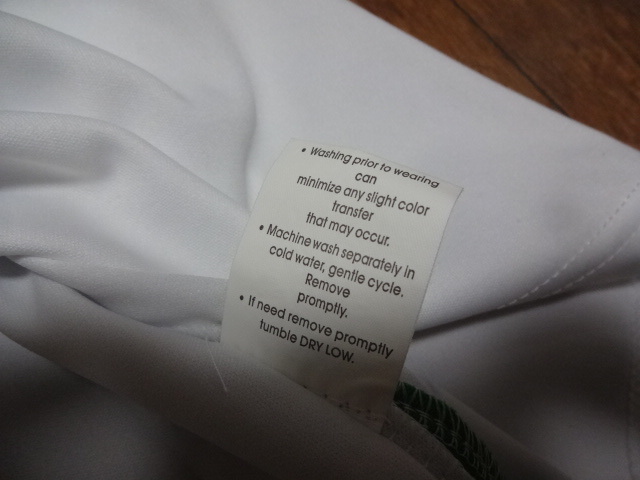 • Washing prior to wearing
can
minimize any slight color
transfer
that may occur.
• Machine wash separately in
cold water, gentle cycle.
Remove
promptly.
• If need remove promptly
tumble DRY LOW.